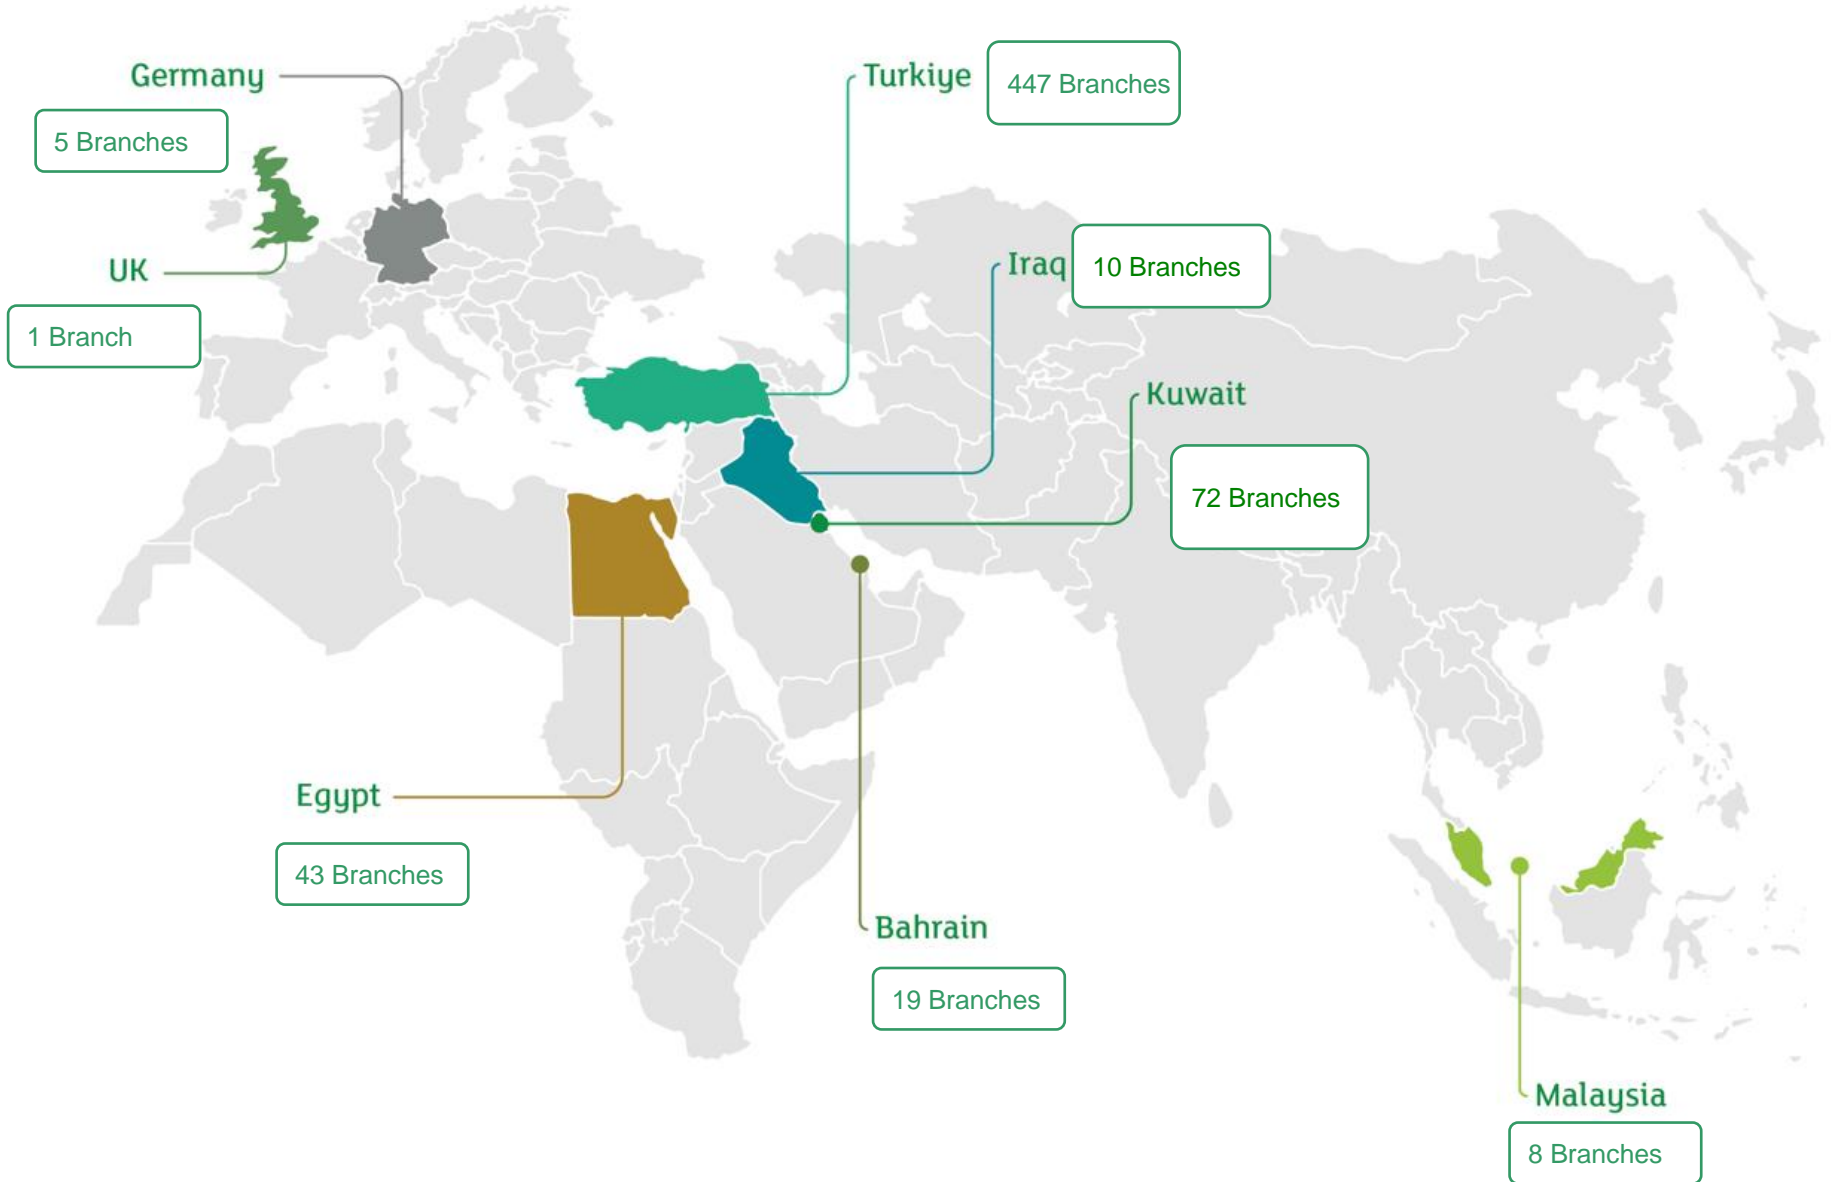 Germany
5 Branches
UK
1 Branch
Turkiye
447 Branches
Iraq
10 Branches
Kuwait
72 Branches
Egypt
43 Branches
Bahrain
19 Branches
Malaysia
8 Branches